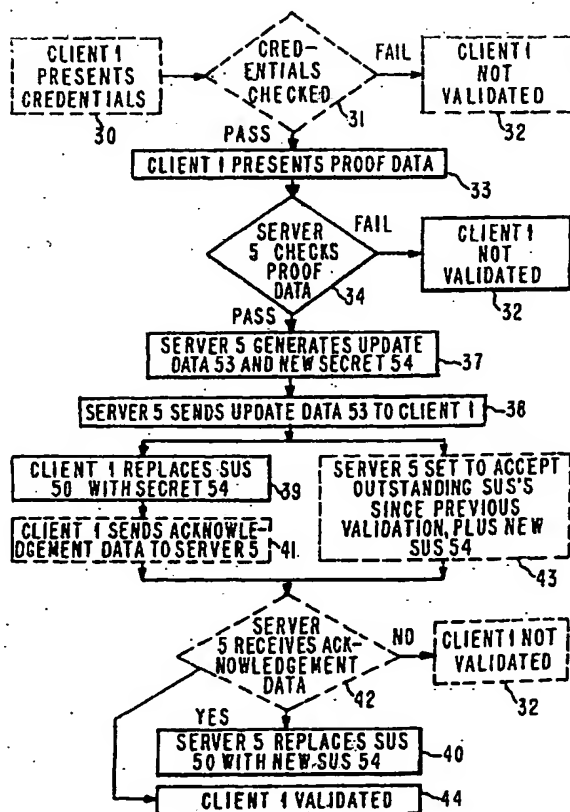 CLIENT 1
PRESENTS
CREDENTIALS
30
CRED-
ENTIALS
CHECKED
31
FAIL
CLIENT 1
NOT
VALIDATED
32
PASS
CLIENT 1 PRESENTS PROOF DATA
33
SERVER
5 CHECKS
PROOF
DATA
34
FAIL
CLIENT 1
NOT
VALIDATED
32
PASS
SERVER 5 GENERATES UPDATE
DATA 53 AND NEW SECRET 54
37
SERVER 5 SENDS UPDATE DATA 53 TO CLIENT 1
38
CLIENT 1 REPLACES SUS
50 WITH SECRET 54
39
CLIENT 1 SENDS ACKNOWLE-
DGEMENT DATA TO SERVER 5
41
SERVER 5 SET TO ACCEPT
OUTSTANDING SUS'S
SINCE PREVIOUS
VALIDATION, PLUS NEW
SUS 54
43
SERVER
5 RECEIVES ACK-
NOWLEDGEMENT
DATA
42
NO
CLIENT 1 NOT
VALIDATED
32
YES
SERVER 5 REPLACES SUS
50 WITH NEW SUS 54
40
CLIENT 1 VALIDATED
44